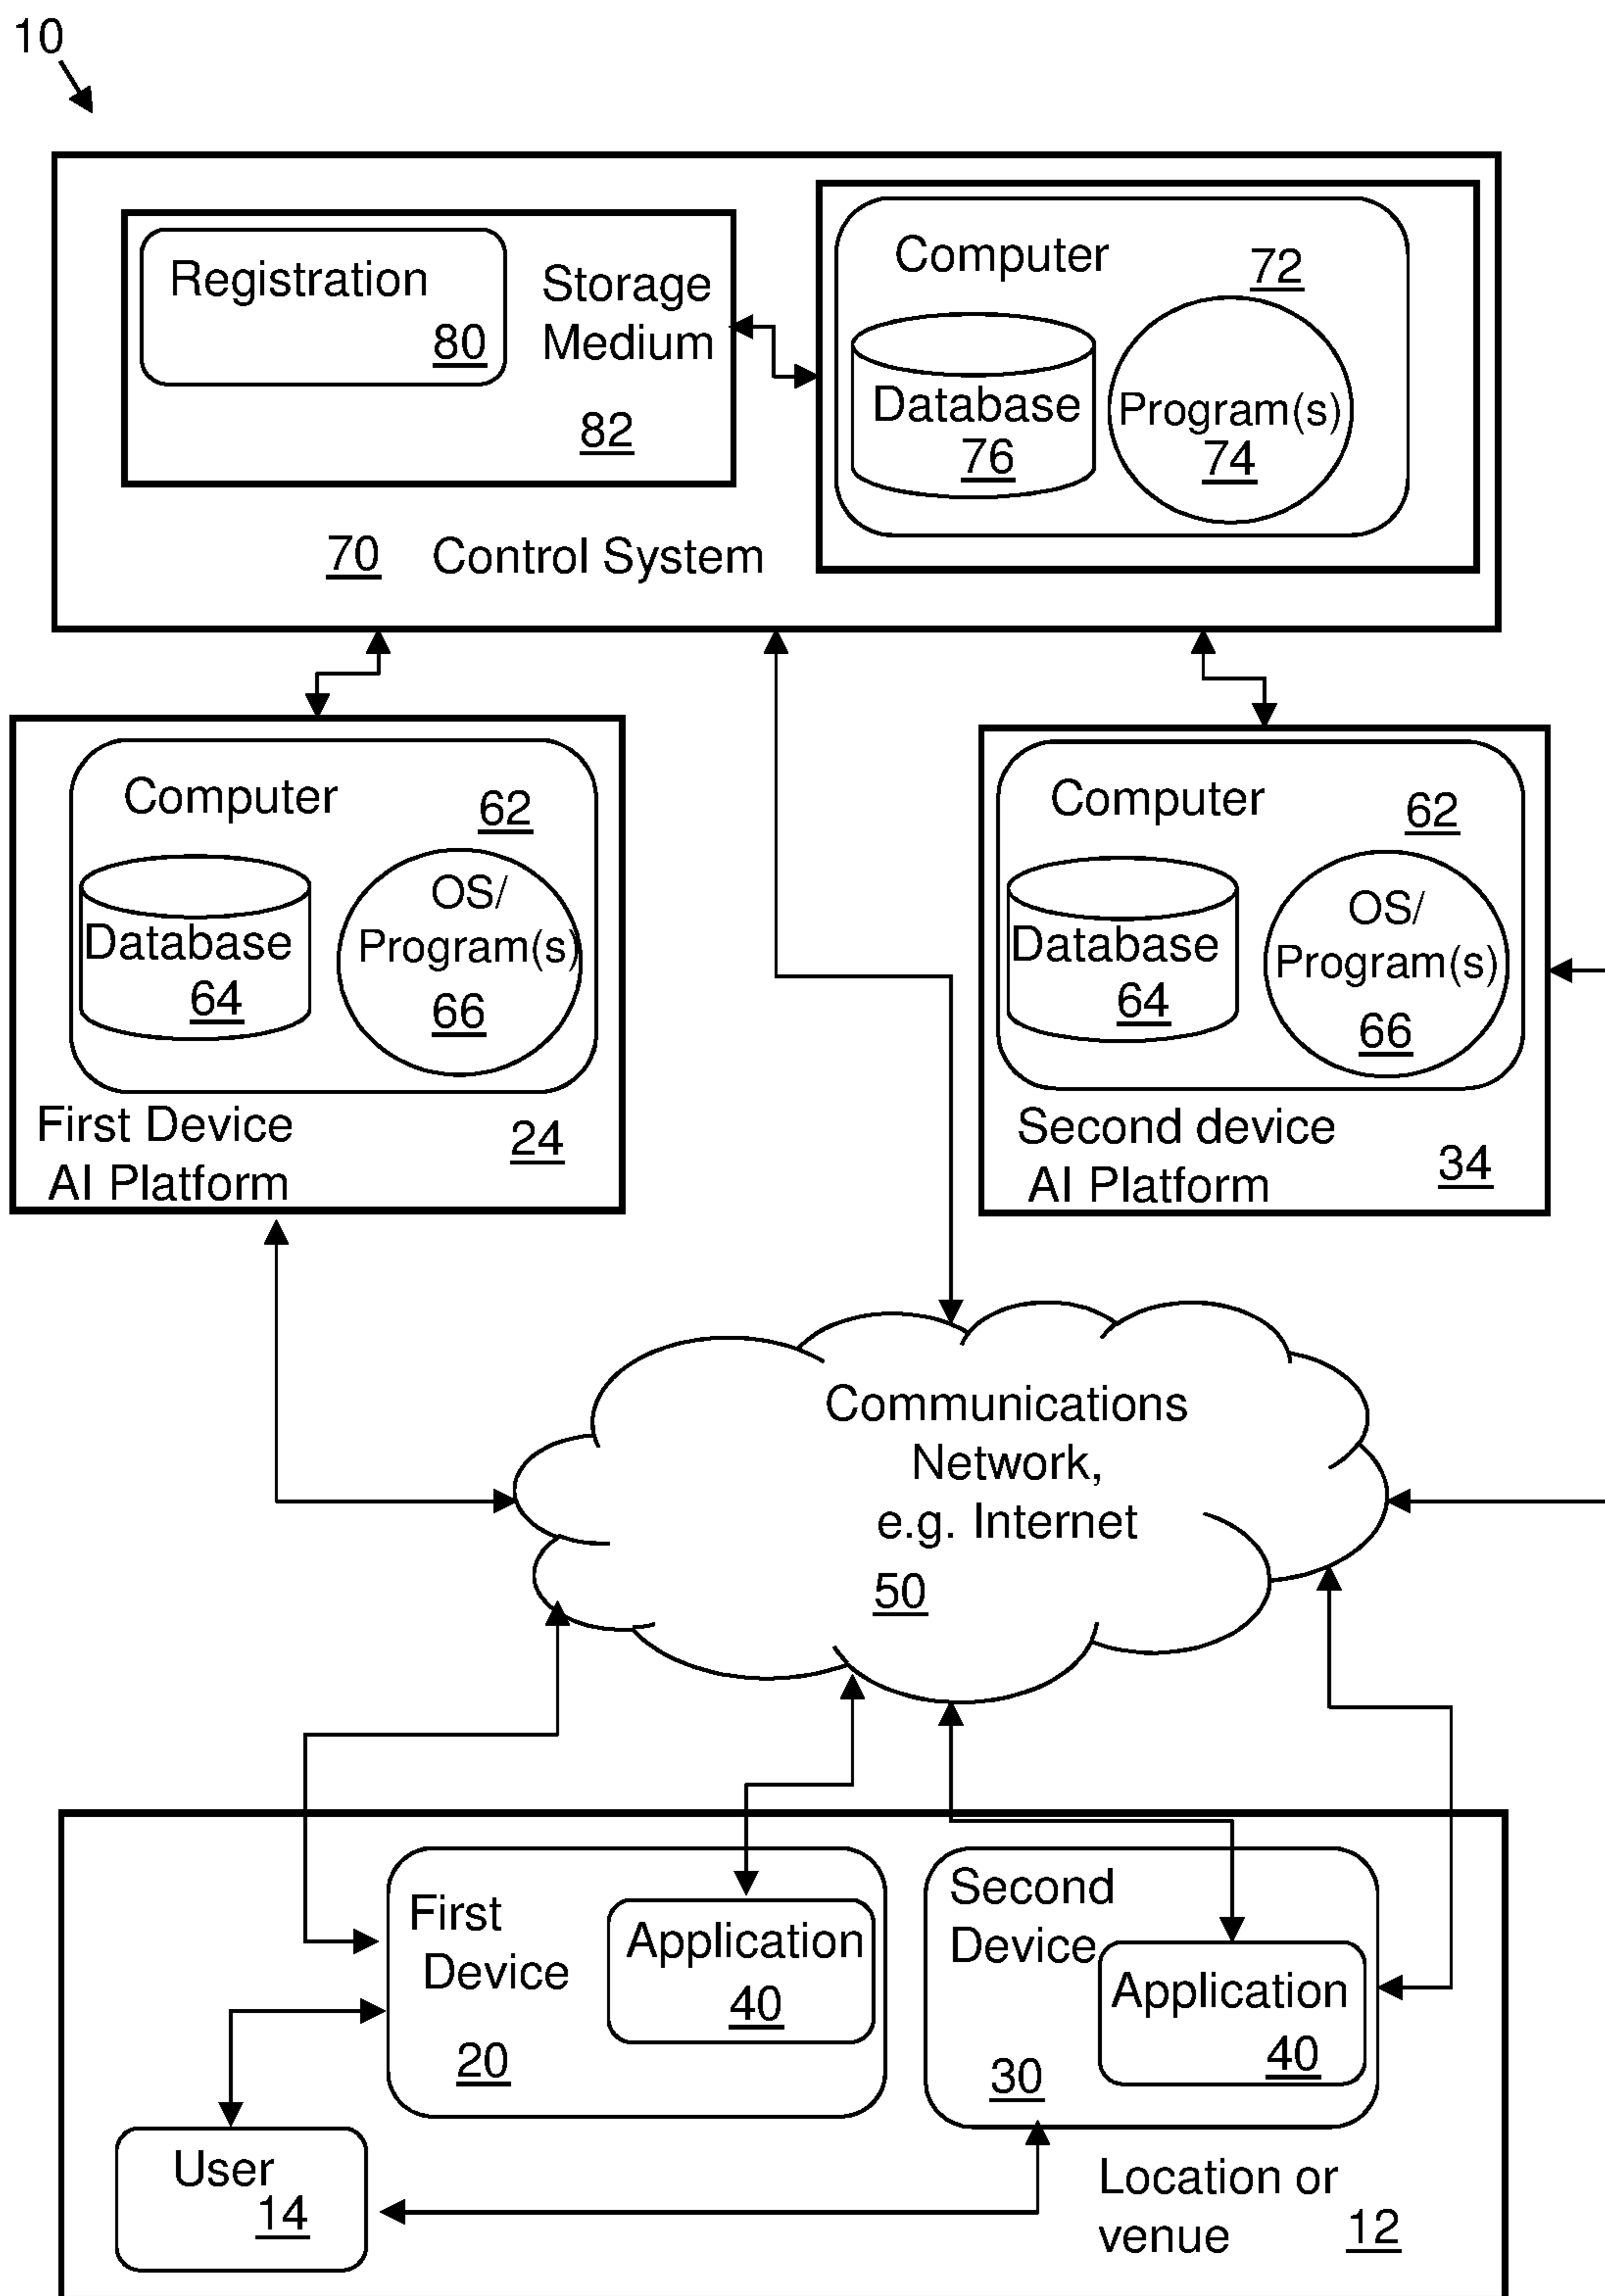 10
Registration
80
Storage
Medium
82
Computer
72
Database
76
Program(s)
74
70 Control System
Computer
62
Database
64
OS/
Program(s)
66
First Device
AI Platform
24
Computer
62
Database
64
OS/
Program(s)
66
Second device
AI Platform
34
Communications
Network,
e.g. Internet
50
First
Device
20
Application
40
Second
Device
30
Application
40
User
14
Location or
venue
12